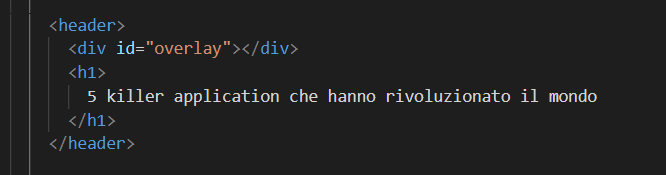 <header>
<div id="overlay"></div>
<h1>
5 killer application che hanno rivoluzionato il mondo
</h1>
</header>